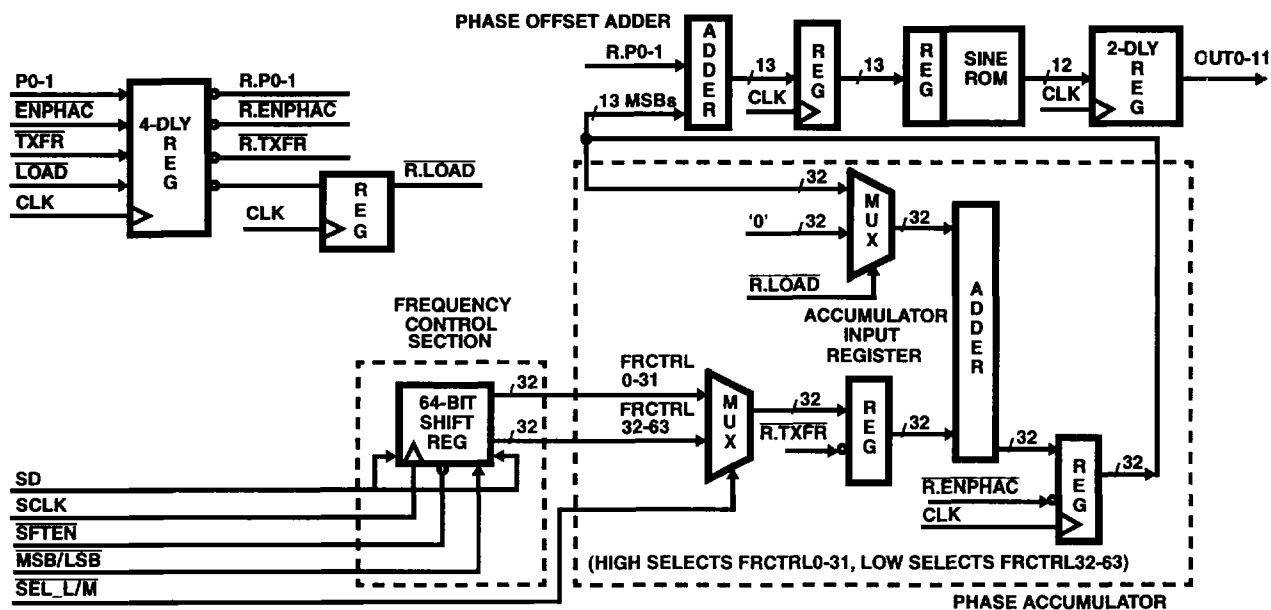 PHASE OFFSET ADDER
ADDER
R.P0-1
13 MSBs
13
CLK
REG
13
REG
SINE
ROM
12
CLK
2-DLY
REG
OUT0-11
P0-1
ENPHAC
TXFR
LOAD
CLK
4-DLY
REG
R.P0-1
R.ENPHAC
R.TXFR
CLK
REG
R.LOAD
32
'0'
32
MUX
32
R.LOAD
ADDER
ACCUMULATOR
INPUT
REGISTER
FREQUENCY
CONTROL
SECTION
64-BIT
SHIFT
REG
32
32
FRCTRL
0-31
FRCTRL
32-63
MUX
32
R.TXFR
REG
32
32
R.ENPHAC
CLK
REG
32
SD
SCLK
SFTEN
MSB/LSB
SEL_L/M
(HIGH SELECTS FRCTRL0-31, LOW SELECTS FRCTRL32-63)
PHASE ACCUMULATOR